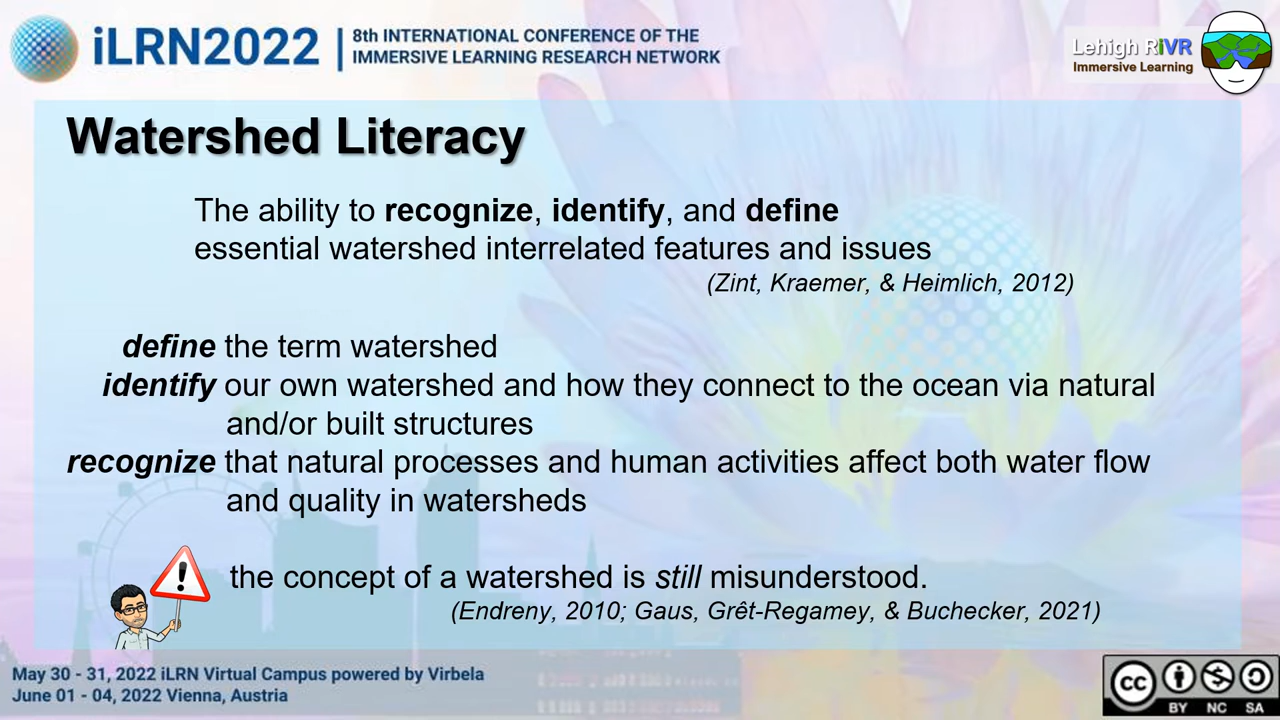 iLRN2022
8th INTERNATIONAL CONFERENCE OF THE
IMMERSIVE LEARNING RESEARCH NETWORK
Lehigh RiVR
Immersive Learning
Watershed Literacy
The ability to recognize, identify, and define
essential watershed interrelated features and issues
(Zint, Kraemer, & Heimlich, 2012)
define the term watershed
identify our own watershed and how they connect to the ocean via natural
and/or built structures
recognize that natural processes and human activities affect both water flow
and quality in watersheds
!
the concept of a watershed is still misunderstood.
(Endreny, 2010; Gaus, Grêt-Regamey, & Buchecker, 2021)
May 30 - 31, 2022 iLRN Virtual Campus powered by Virbela
June 01 - 04, 2022 Vienna, Austria
cc
BY NC SA